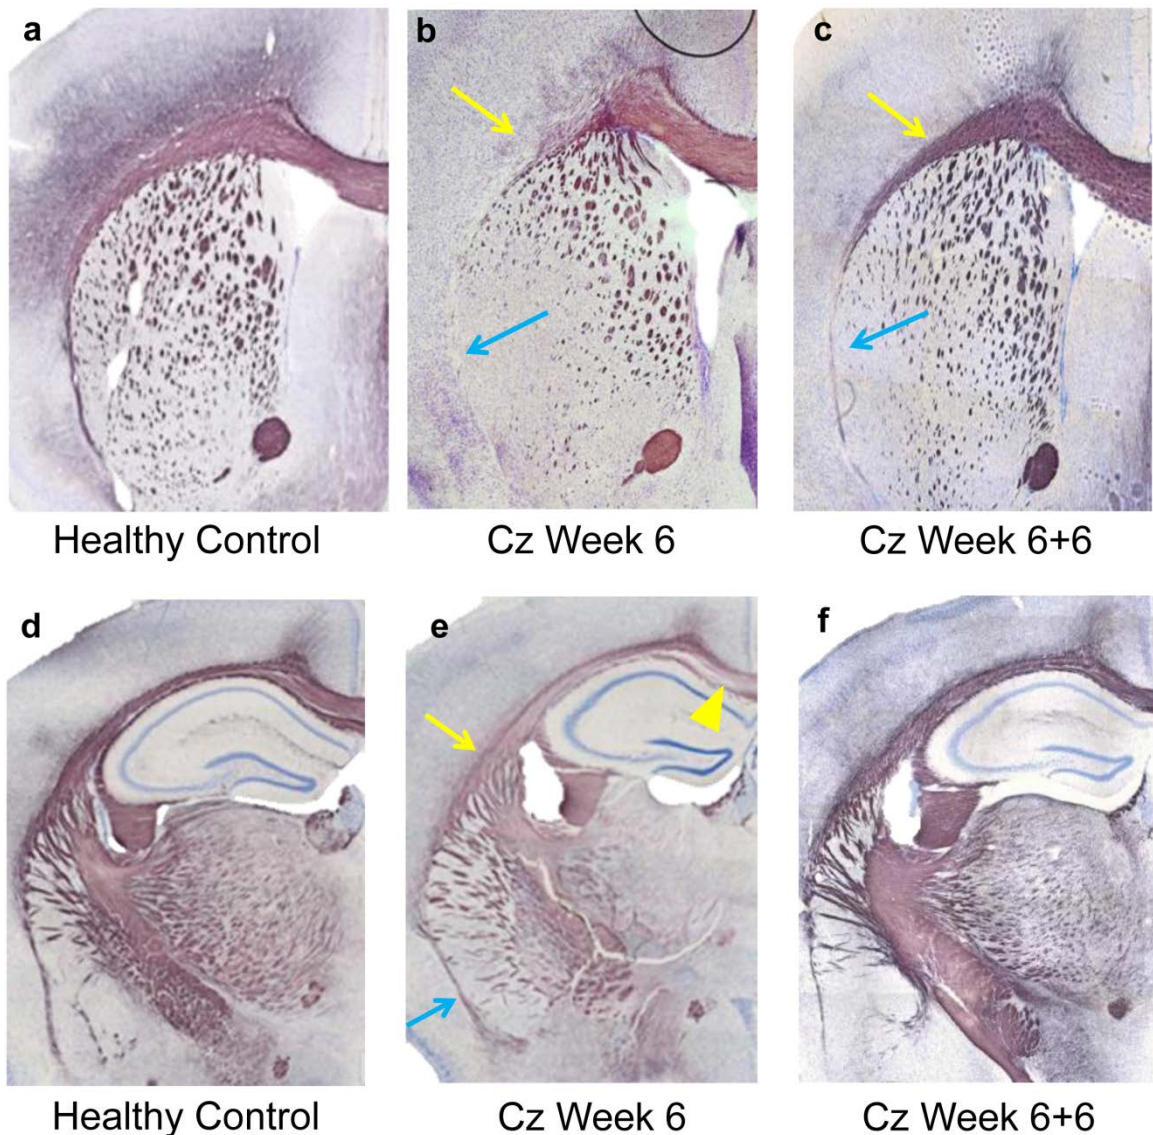 a
b
c
Healthy Control
Cz Week 6
Cz Week 6+6
d
e
f
Healthy Control
Cz Week 6
Cz Week 6+6